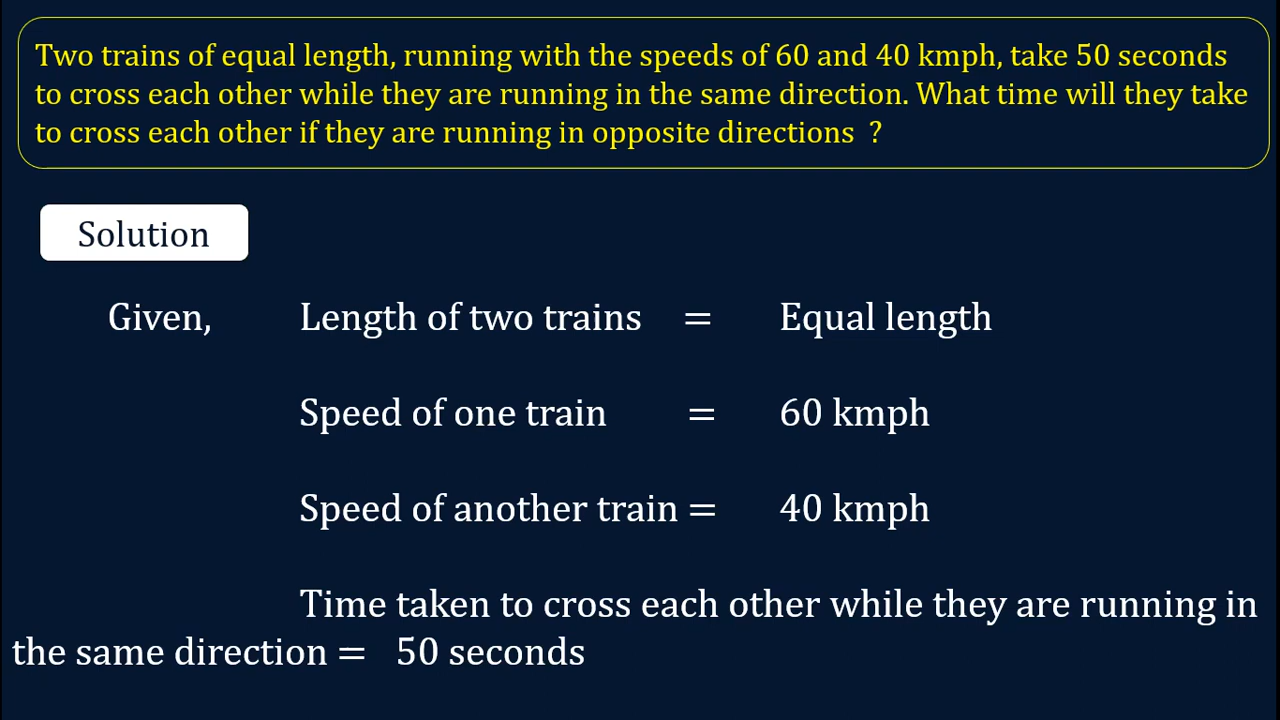 Two trains of equal length, running with the speeds of 60 and 40 kmph, take 50 seconds
to cross each other while they are running in the same direction. What time will they take
to cross each other if they are running in opposite directions ?
Solution
Given, Length of two trains = Equal length
Speed of one train = 60 kmph
Speed of another train = 40 kmph
Time taken to cross each other while they are running in
the same direction = 50 seconds